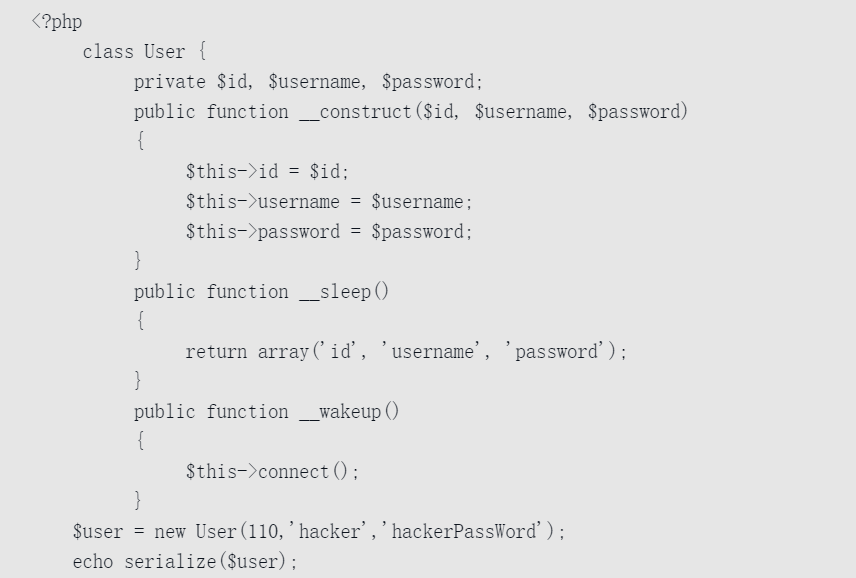 <?php
class User {
private $id, $username, $password;
public function __construct($id, $username, $password)
{
$this->id = $id;
$this->username = $username;
$this->password = $password;
}
public function __sleep()
{
return array('id', 'username', 'password');
}
public function __wakeup()
{
$this->connect();
}
$user = new User(110,'hacker','hackerPassWord');
echo serialize($user);